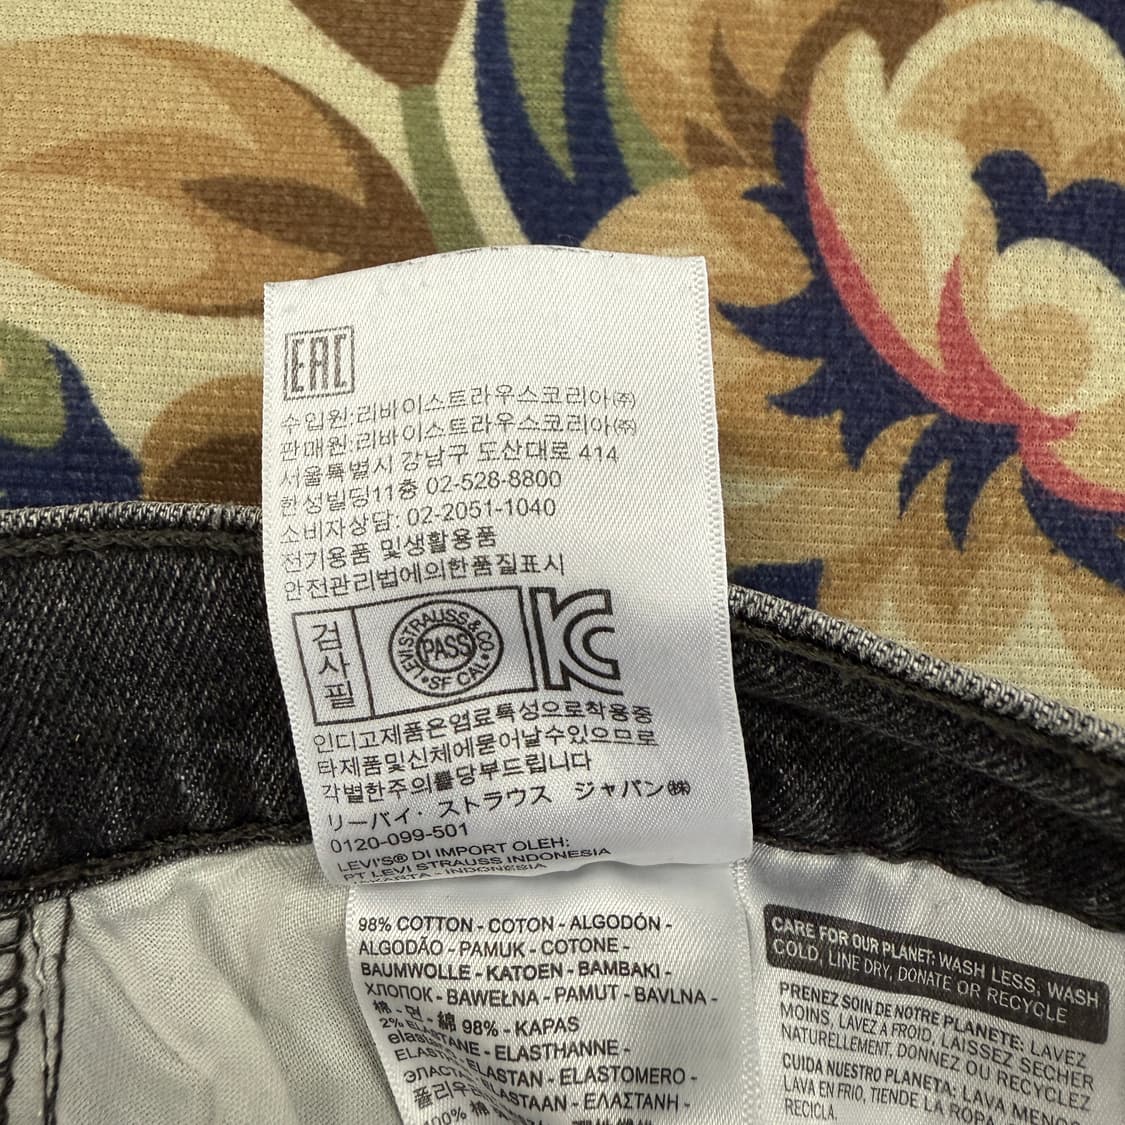 EAC
수입원:리바이스트라우스코리아㈜
판매원:리바이스트라우스코리아㈜
서울특별시 강남구 도산대로 414
한성빌딩11층 02-528-8800
소비자상담: 02-2051-1040
전기용품 및생활용품
안전관리법에의한품질표시
검사필
LEVI STRAUSS & CO
PASS
SF CAL
KC
인디고제품은염료특성으로착용중
타제품및신체에묻어날수있으므로
각별한주의를당부드립니다
リーバイ・ストラウス ジャパン㈱
0120-099-501
LEVI'S® DI IMPORT OLEH:
PT LEVI STRAUSS INDONESIA
JAKARTA - INDONESIA
98% COTTON - COTON - ALGODÓN -
ALGODÃO - PAMUK - COTONE -
BAUMWOLLE - KATOEN - BAMBAKI -
ХЛОПОК - BAWEŁNA - PAMUT - BAVLNA -
棉 - 면 - 綿 98% - KAPAS
2% ELASTANE - ELASTHANNE -
ELASTAN - ELASTOMERO -
ΕΛΑΣΤΑΝΗ -
폴리우
100% 棉
CARE FOR OUR PLANET: WASH LESS, WASH
COLD, LINE DRY, DONATE OR RECYCLE
PRENEZ SOIN DE NOTRE PLANETE: LAVEZ
MOINS, LAVEZ A FROID, LAISSEZ SECHER
NATURELLEMENT, DONNEZ OU RECYCLEZ
CUIDA NUESTRO PLANETA: LAVA MENOS
LAVA EN FRIO, TIENDE LA ROPA,
RECICLA.